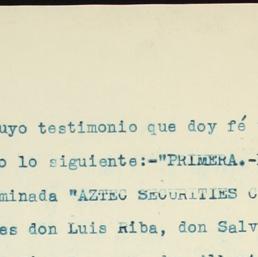 uyo testimonio que doy fé
o lo siguiente:-"PRIMERA.-
minada "AZTEC SECURITIES C
es don Luis Riba, don Salv